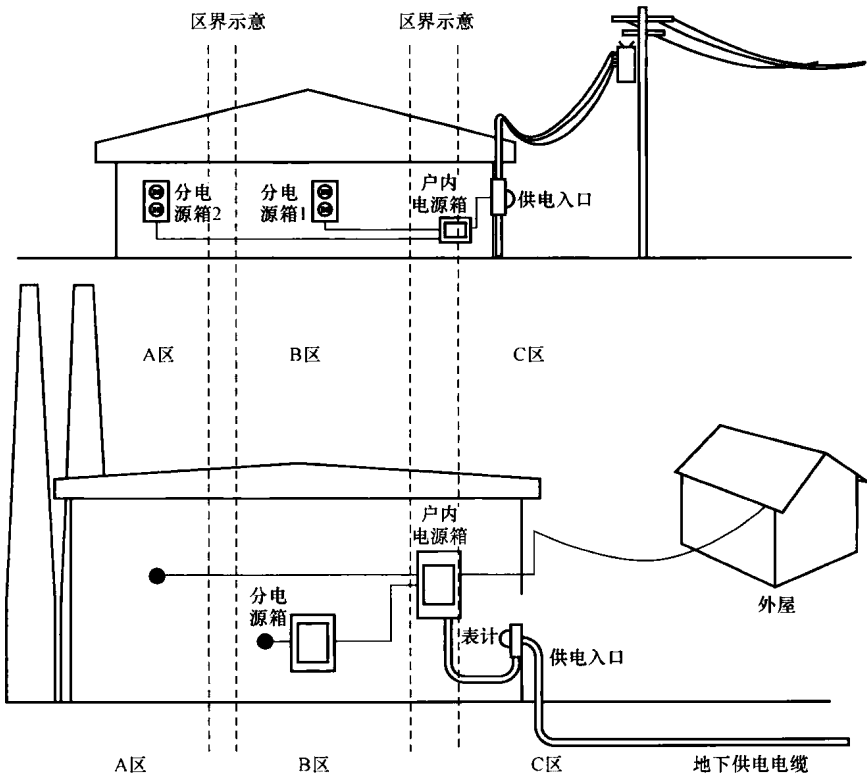 区界示意
区界示意
分电
源箱2
分电
源箱1
户内
电源箱
供电入口
A区
B区
C区
户内
电源箱
分电
源箱
表计
供电入口
外屋
A区
B区
C区
地下供电电缆